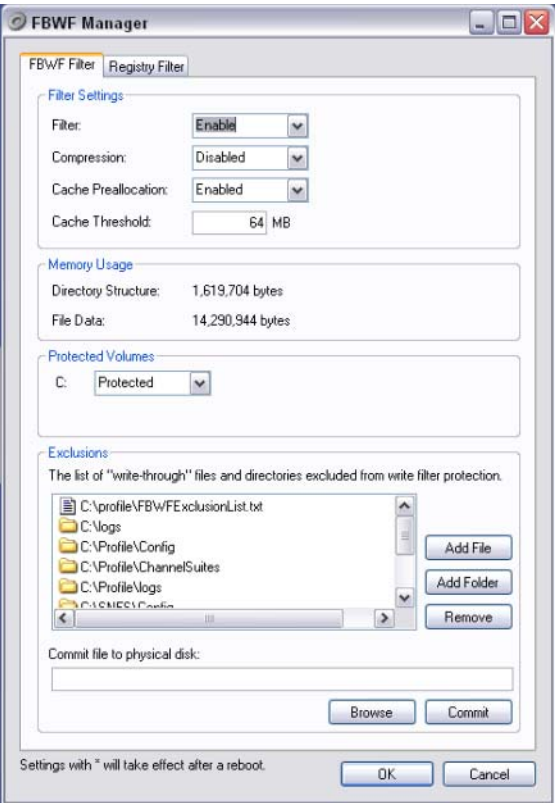 FBWF Manager
FBWF Filter
Registry Filter
Filter Settings
Filter: Enable
Compression: Disabled
Cache Preallocation: Enabled
Cache Threshold: 64 MB
Memory Usage
Directory Structure: 1,619,704 bytes
File Data: 14,290,944 bytes
Protected Volumes
C: Protected
Exclusions
The list of "write-through" files and directories excluded from write filter protection.
C:\profile\FBWFExclusionList.txt
C:\logs
C:\Profile\Config
C:\Profile\ChannelSuites
C:\Profile\logs
C:\SNFS\Config
Add File
Add Folder
Remove
Commit file to physical disk:
Browse
Commit
Settings with * will take effect after a reboot.
OK
Cancel